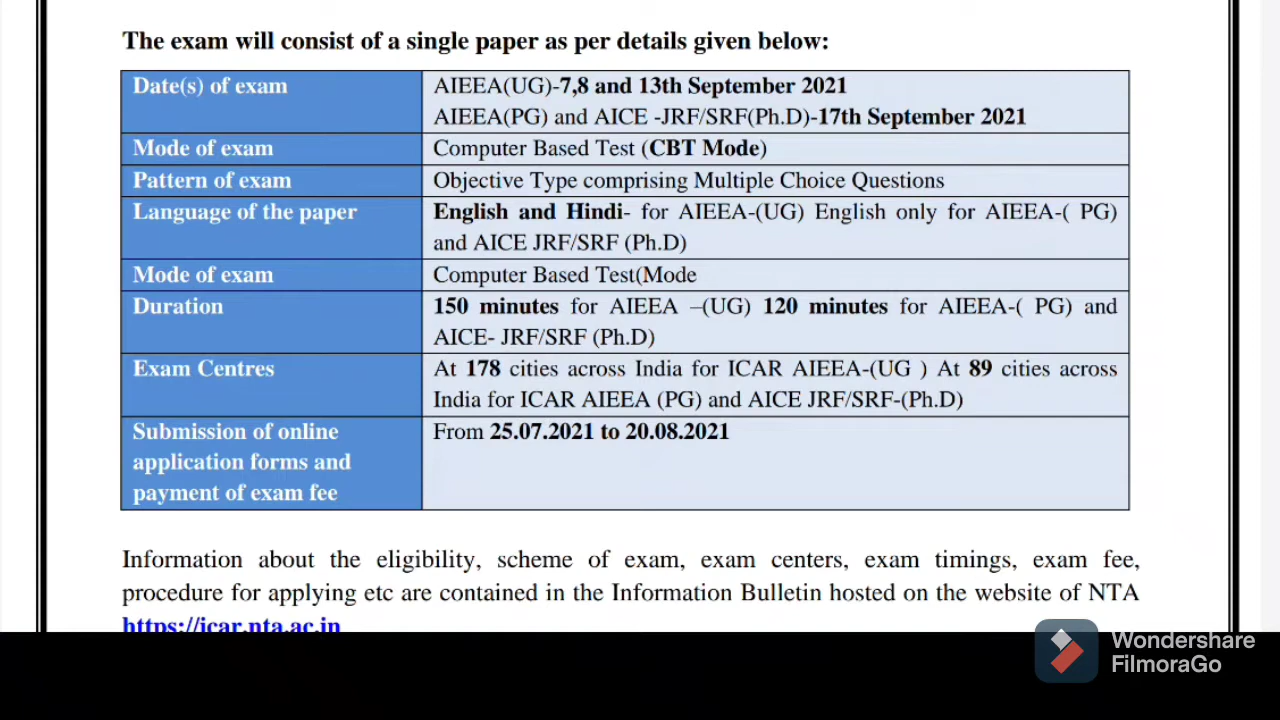 The exam will consist of a single paper as per details given below:
Date(s) of exam
AIEEA(UG)-7,8 and 13th September 2021
AIEEA(PG) and AICE -JRF/SRF(Ph.D)-17th September 2021
Mode of exam
Computer Based Test (CBT Mode)
Pattern of exam
Objective Type comprising Multiple Choice Questions
Language of the paper
English and Hindi- for AIEEA-(UG) English only for AIEEA-( PG)
and AICE JRF/SRF (Ph.D)
Mode of exam
Computer Based Test(Mode
Duration
150 minutes for AIEEA –(UG) 120 minutes for AIEEA-( PG) and
AICE- JRF/SRF (Ph.D)
Exam Centres
At 178 cities across India for ICAR AIEEA-(UG ) At 89 cities across
India for ICAR AIEEA (PG) and AICE JRF/SRF-(Ph.D)
Submission of online
application forms and
payment of exam fee
From 25.07.2021 to 20.08.2021
Information about the eligibility, scheme of exam, exam centers, exam timings, exam fee,
procedure for applying etc are contained in the Information Bulletin hosted on the website of NTA
https://icar.nta.ac.in
Wondershare
FilmoraGo